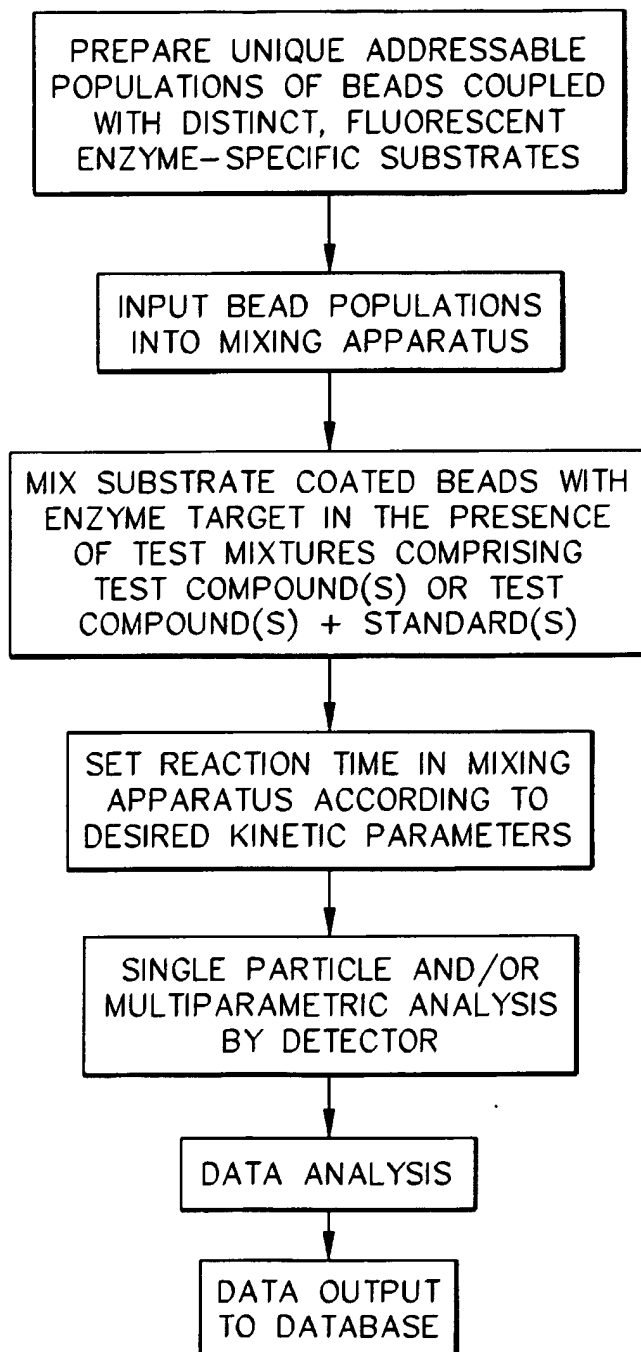 PREPARE UNIQUE ADDRESSABLE
POPULATIONS OF BEADS COUPLED
WITH DISTINCT, FLUORESCENT
ENZYME-SPECIFIC SUBSTRATES
INPUT BEAD POPULATIONS
INTO MIXING APPARATUS
MIX SUBSTRATE COATED BEADS WITH
ENZYME TARGET IN THE PRESENCE
OF TEST MIXTURES COMPRISING
TEST COMPOUND(S) OR TEST
COMPOUND(S) + STANDARD(S)
SET REACTION TIME IN MIXING
APPARATUS ACCORDING TO
DESIRED KINETIC PARAMETERS
SINGLE PARTICLE AND/OR
MULTIPARAMETRIC ANALYSIS
BY DETECTOR
DATA ANALYSIS
DATA OUTPUT
TO DATABASE